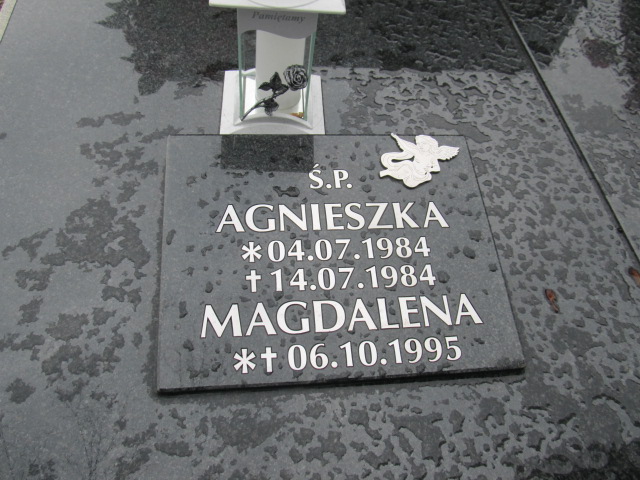 Pamiętamy
Ś.P.
AGNIESZKA
*04.07.1984
✝14.07.1984
MAGDALENA
*✝06.10.1995